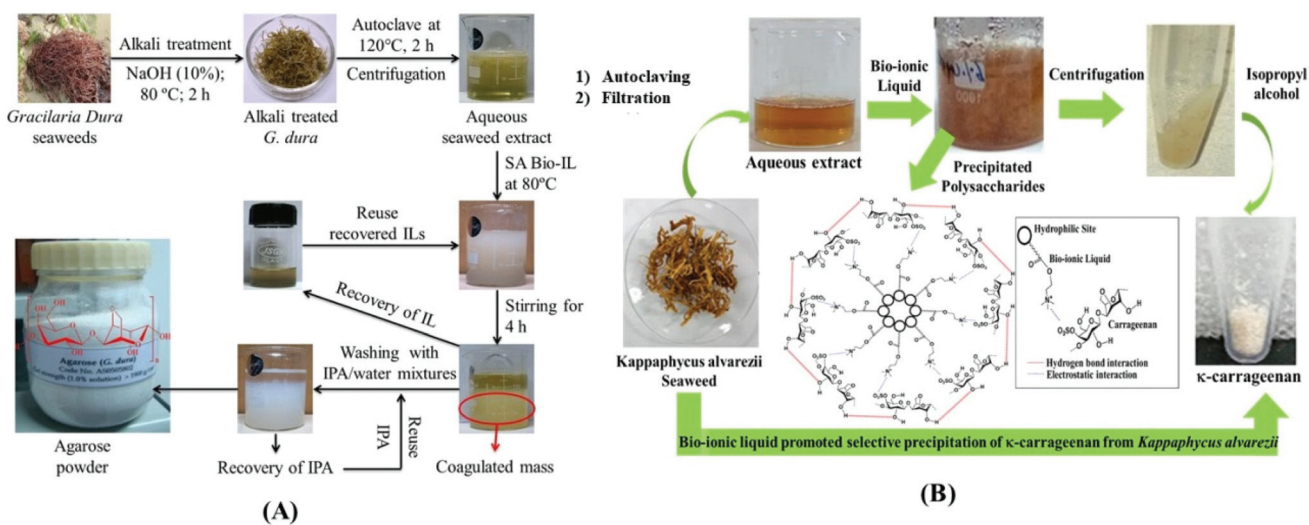 Alkali treatment
NaOH (10%);
80 ºC; 2 h
Gracilaria Dura
seaweeds
Alkali treated
G. dura
Autoclave at
120°C, 2 h
Centrifugation
Aqueous
seaweed extract
SA Bio-IL
at 80ºC
Reuse
recovered ILs
Stirring for
4 h
Recovery of IL
Washing with
IPA/water mixtures
Coagulated mass
Reuse
IPA
Recovery of IPA
Agarose (G. dura)
Agarose
powder
(A)
1) Autoclaving
2) Filtration
Aqueous extract
Bio-ionic
Liquid
Precipitated
Polysaccharides
Centrifugation
Isopropyl
alcohol
Kappaphycus alvarezii
Seaweed
Hydrophilic Site
Bio-ionic Liquid
Carrageenan
Hydrogen bond interaction
Electrostatic interaction
κ-carrageenan
Bio-ionic liquid promoted selective precipitation of κ-carrageenan from Kappaphycus alvarezii
(B)